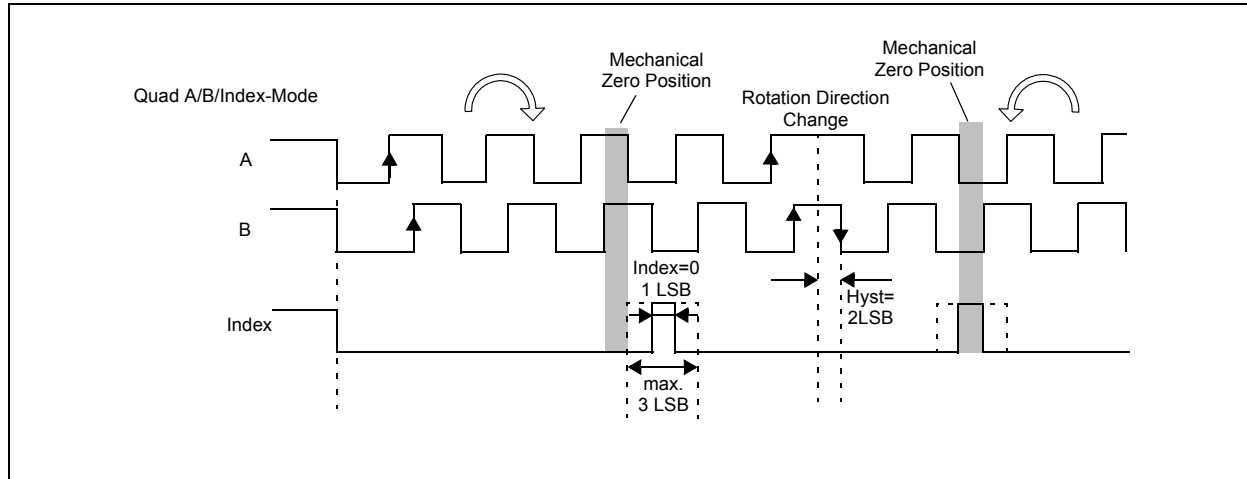 Mechanical
Zero Position
Mechanical
Zero Position
Quad A/B/Index-Mode
Rotation Direction
Change
A
B
Index=0
1 LSB
Hyst=
2LSB
Index
max.
3 LSB